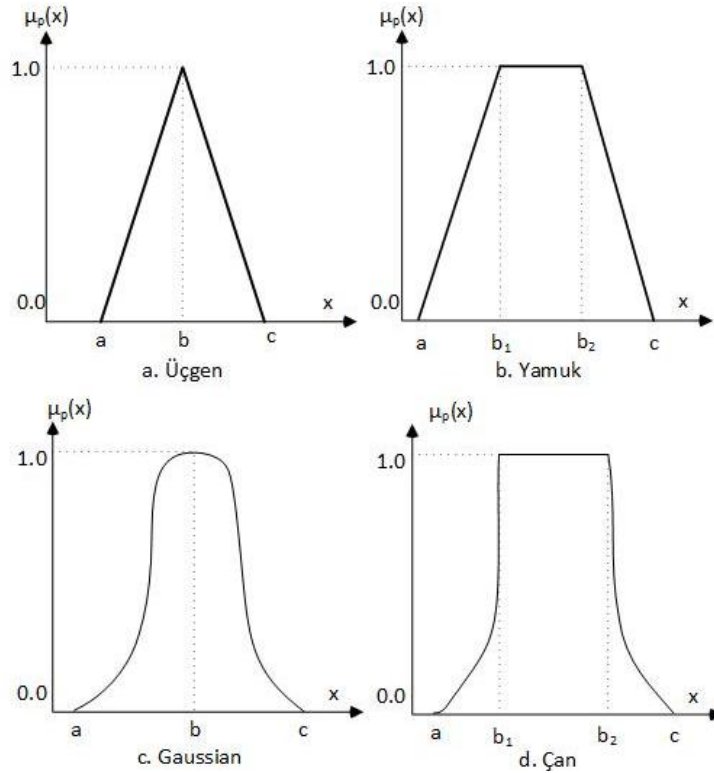 μp(x)
1.0
0.0
x
a
b
c
a. Üçgen
μp(x)
1.0
0.0
x
a
b1
b2
c
b. Yamuk
μp(x)
1.0
0.0
x
a
b
c
c. Gaussian
1.0
0.0
x
a
b1
b2
c
d. Çan
μp(x)